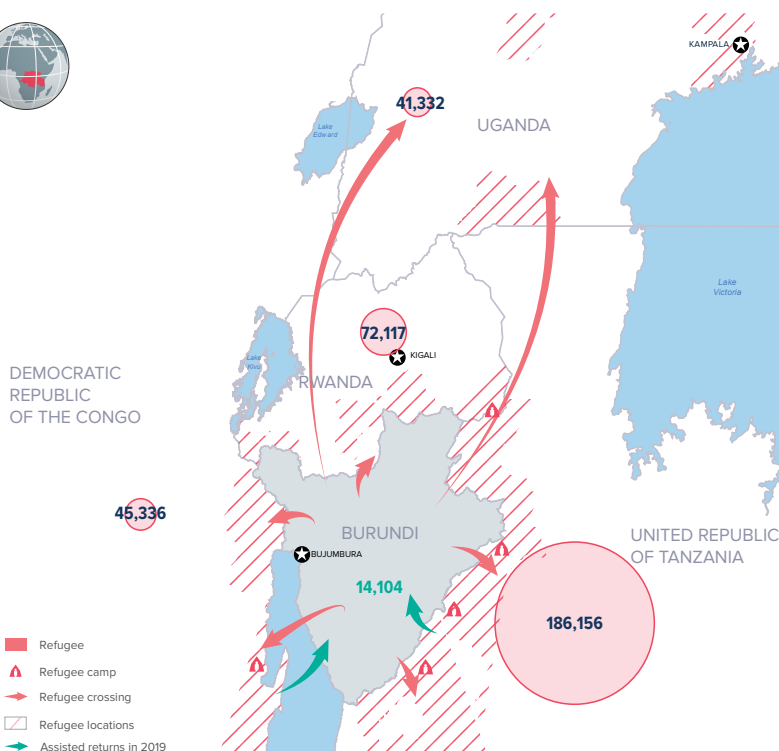 KAMPALA
41,332
UGANDA
Lake
Edward
Lake
Victoria
72,117
KIGALI
Lake
Kivu
RWANDA
DEMOCRATIC
REPUBLIC
OF THE CONGO
45,336
BURUNDI
BUJUMBURA
UNITED REPUBLIC
OF TANZANIA
14,104
186,156
Refugee
Refugee camp
Refugee crossing
Refugee locations
Assisted returns in 2019